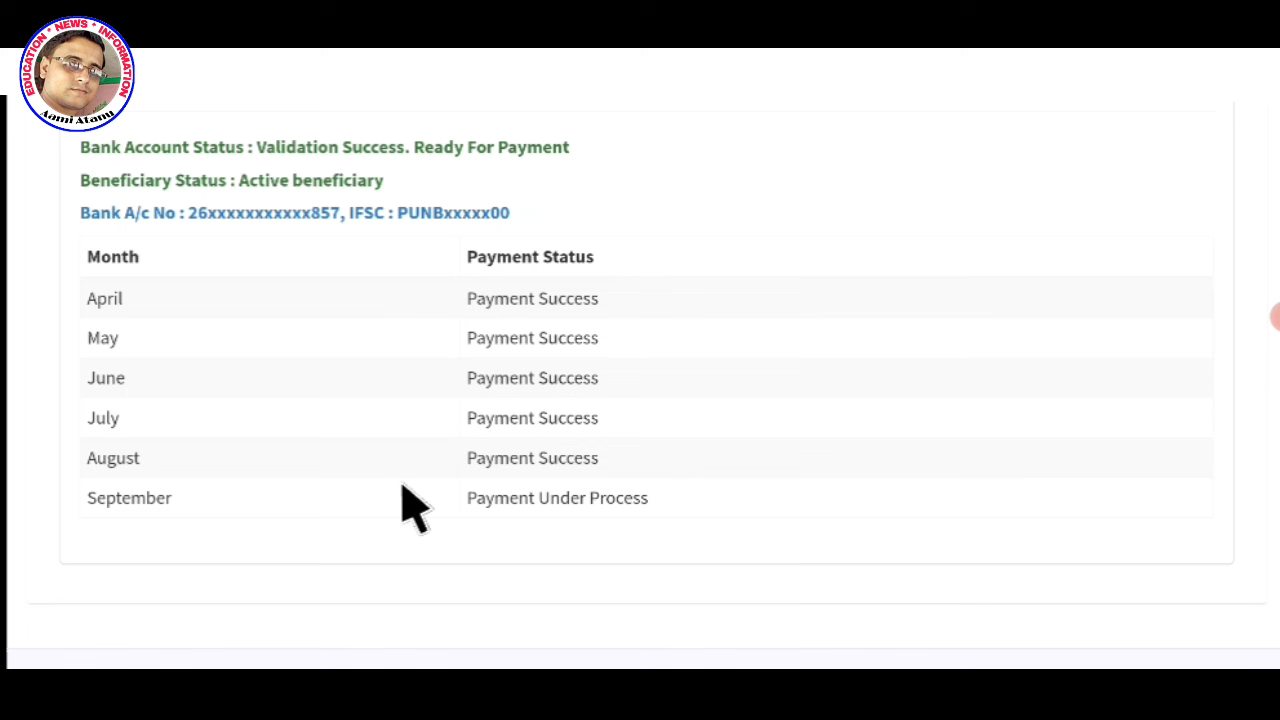 EDUCATION * NEWS * INFORMATION
Aami Atanu
Bank Account Status : Validation Success. Ready For Payment
Beneficiary Status : Active beneficiary
Bank A/c No : 26xxxxxxxxxxx857, IFSC : PUNBxxxxx00
Month Payment Status
April Payment Success
May Payment Success
June Payment Success
July Payment Success
August Payment Success
September Payment Under Process